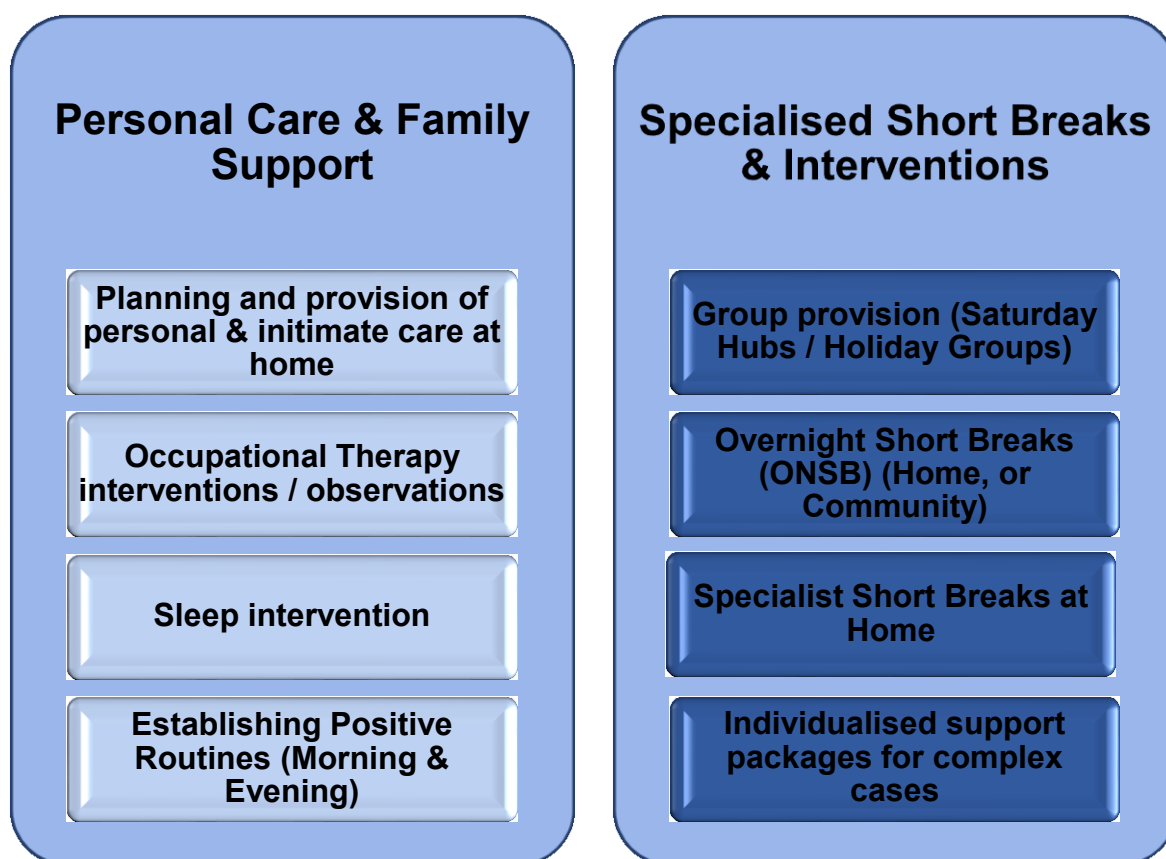 Personal Care & Family
Support
Planning and provision of
personal & initimate care at
home
Occupational Therapy
interventions / observations
Sleep intervention
Establishing Positive
Routines (Morning &
Evening)
Specialised Short Breaks
& Interventions
Group provision (Saturday
Hubs / Holiday Groups)
Overnight Short Breaks
(ONSB) (Home, or
Community)
Specialist Short Breaks at
Home
Individualised support
packages for complex
cases